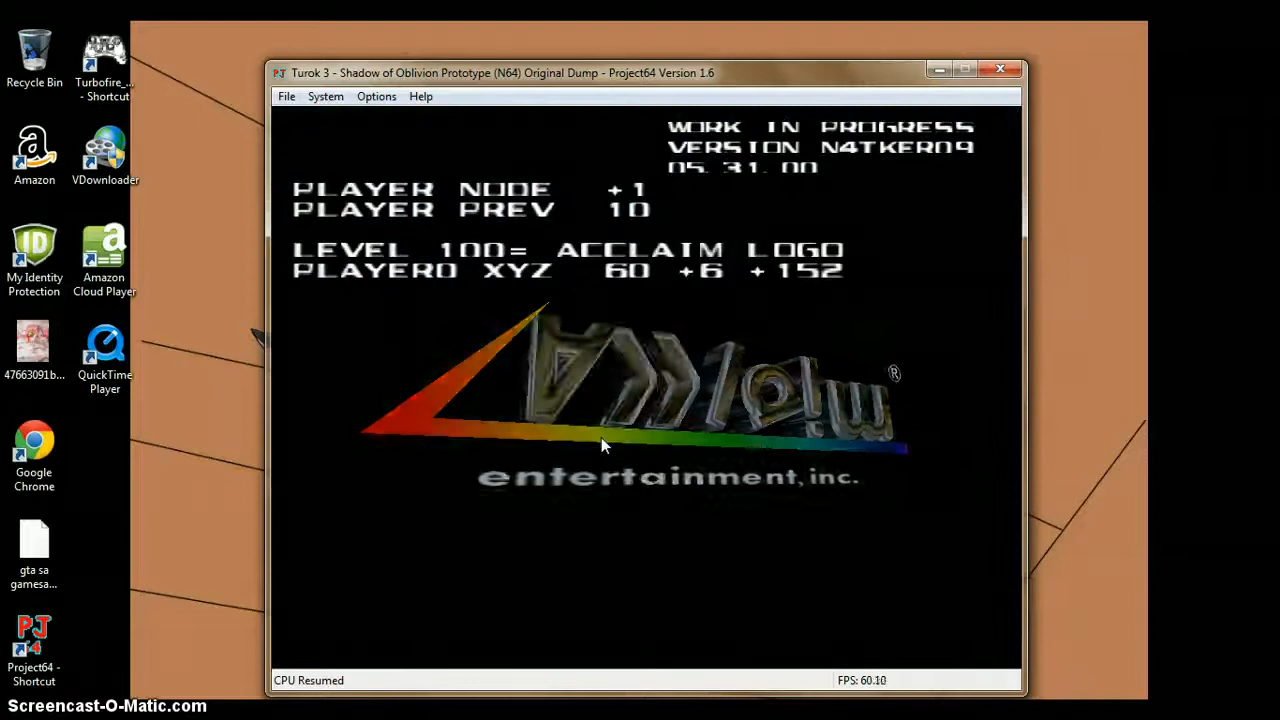 Recycle Bin
Turbofire_...
- Shortcut
Amazon
VDownloader
My Identity
Protection
Amazon
Cloud Player
47663091b...
QuickTime
Player
Google
Chrome
gta sa
gamesa...
Project64 -
Shortcut
Turok 3 - Shadow of Oblivion Prototype (N64) Original Dump - Project64 Version 1.6
File System Options Help
WORK IN PROGRESS
VERSION N4TKER09
05.31.00
PLAYER NODE +1
PLAYER PREV 10
LEVEL 100= ACCLAIM LOGO
PLAYER0 XYZ 60 +6 +152
®
entertainment, inc.
CPU Resumed FPS: 60.10
Screencast-O-Matic.com